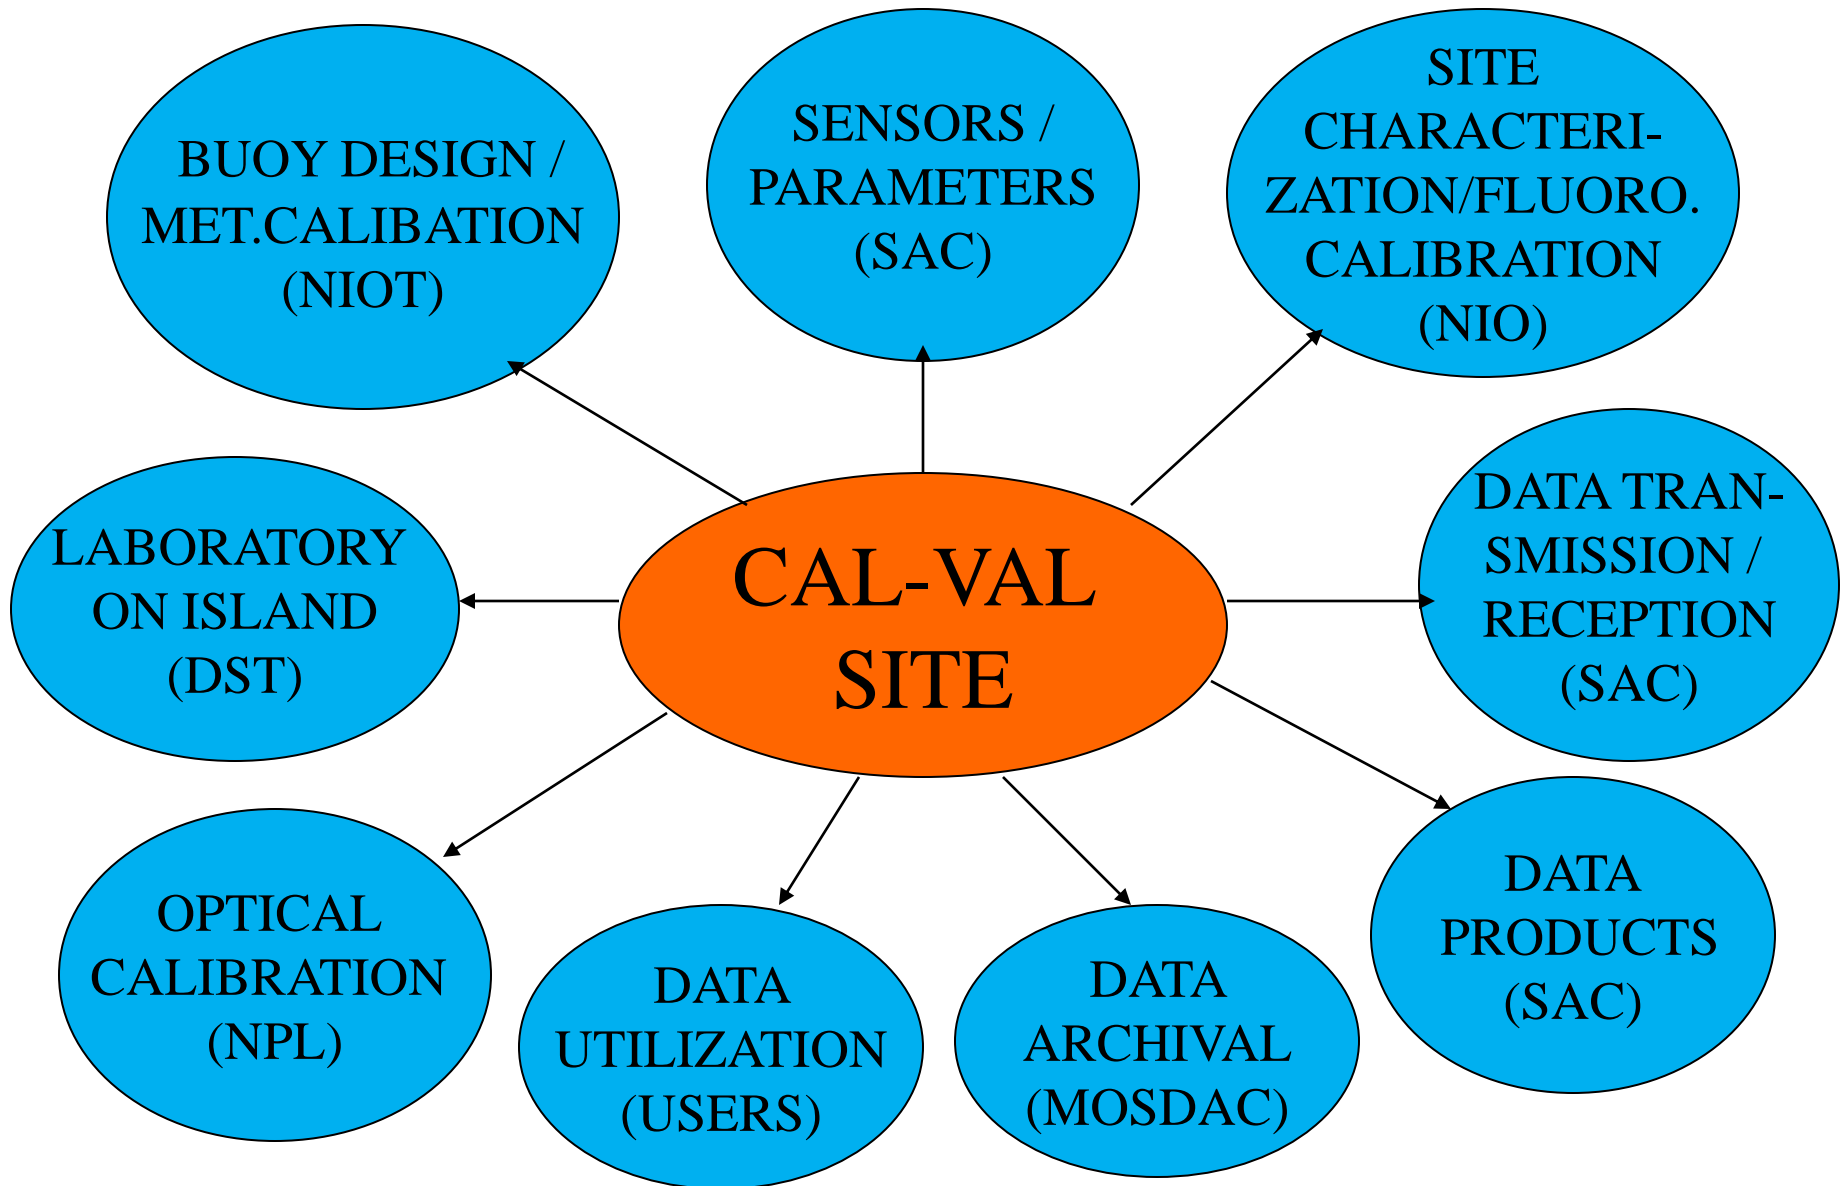 BUOY DESIGN /
MET.CALIBATION
(NIOT)
SENSORS /
PARAMETERS
(SAC)
SITE
CHARACTERI-
ZATION/FLUORO.
CALIBRATION
(NIO)
LABORATORY
ON ISLAND
(DST)
CAL-VAL
SITE
DATA TRAN-
SMISSION /
RECEPTION
(SAC)
OPTICAL
CALIBRATION
(NPL)
DATA
UTILIZATION
(USERS)
DATA
ARCHIVAL
(MOSDAC)
DATA
PRODUCTS
(SAC)